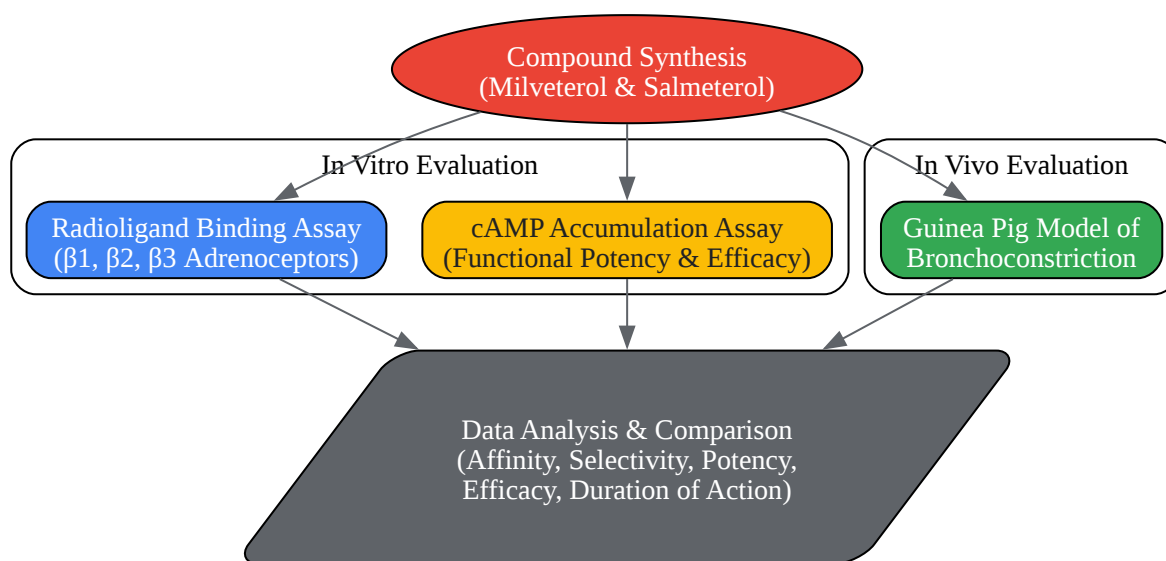 Compound Synthesis
(Milveterol & Salmeterol)
In Vitro Evaluation
In Vivo Evaluation
Radioligand Binding Assay
(β1, β2, β3 Adrenoceptors)
cAMP Accumulation Assay
(Functional Potency & Efficacy)
Guinea Pig Model of
Bronchoconstriction
Data Analysis & Comparison
(Affinity, Selectivity, Potency,
Efficacy, Duration of Action)